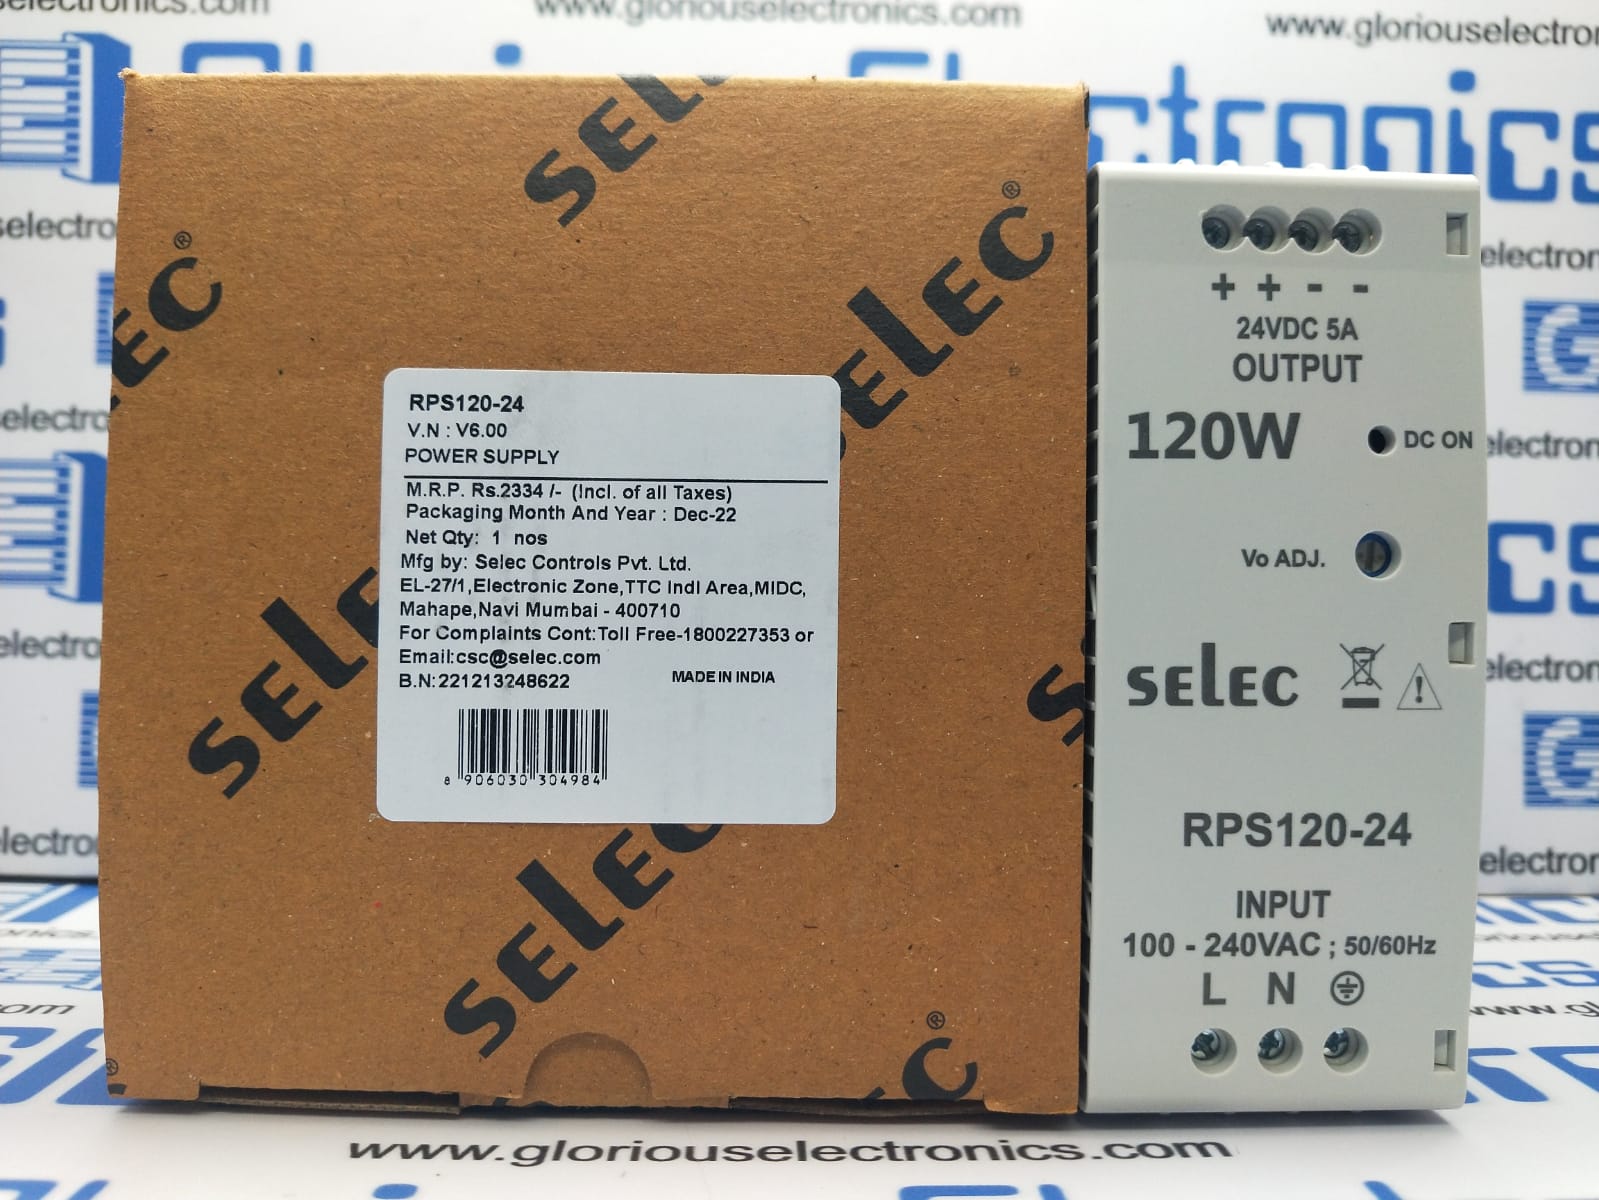 www.gloriouselectronics.com
selec
selec®
RPS120-24
V.N : V6.00
POWER SUPPLY
M.R.P. Rs.2334 /- (Incl. of all Taxes)
Packaging Month And Year : Dec-22
Net Qty: 1 nos
Mfg by: Selec Controls Pvt. Ltd.
EL-27/1,Electronic Zone,TTC Indl Area,MIDC,
Mahape,Navi Mumbai - 400710
For Complaints Cont:Toll Free-1800227353 or
Email:csc@selec.com
B.N:221213248622
MADE IN INDIA
8 906030 304984
selec
+ + - -
24VDC 5A
OUTPUT
120W
DC ON
Vo ADJ.
selec
RPS120-24
INPUT
100 - 240VAC ; 50/60Hz
L N
www.gloriouselectronics.com